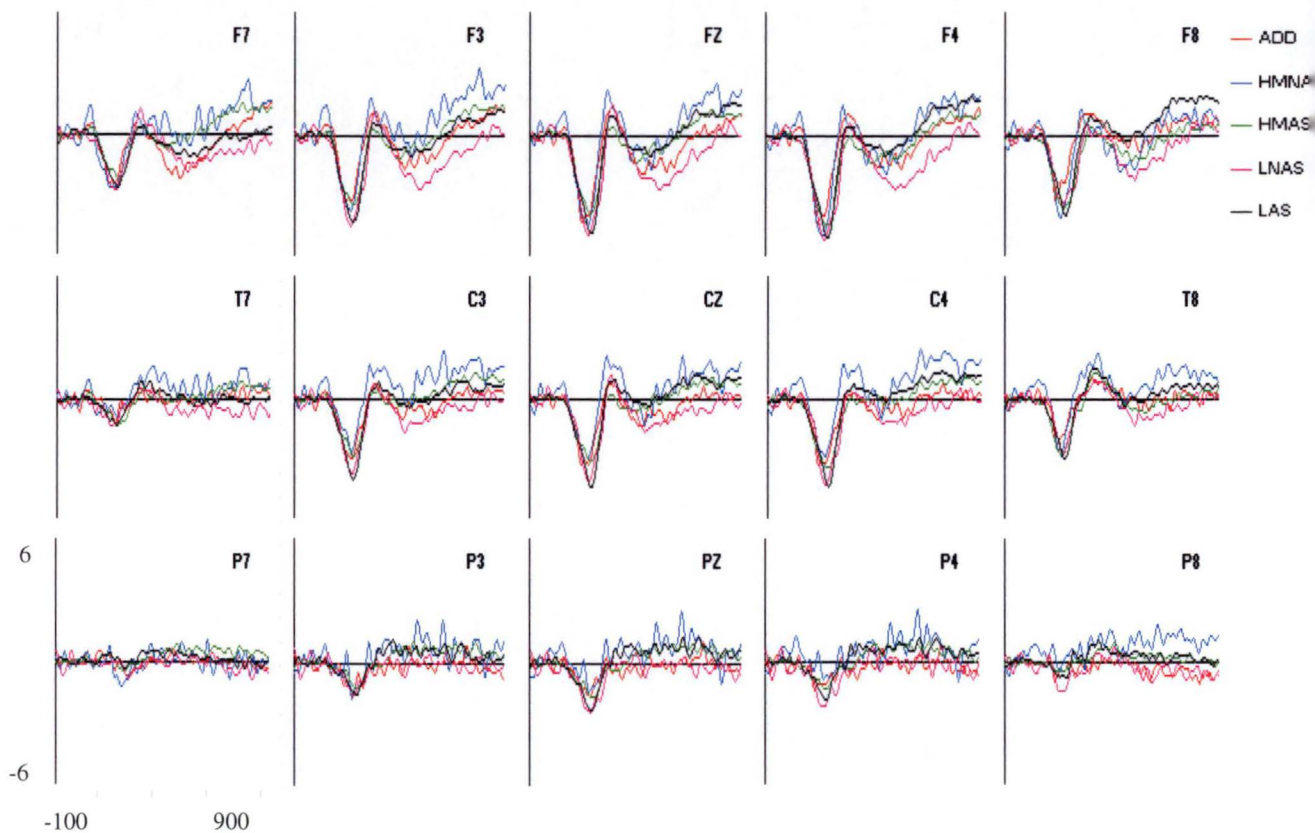 F7 F3 FZ F4 F8
ADD
HMNA
HMAS
LNAS
LAS
T7 C3 CZ C4 T8
6
P7 P3 PZ P4 P8
-6
-100 900